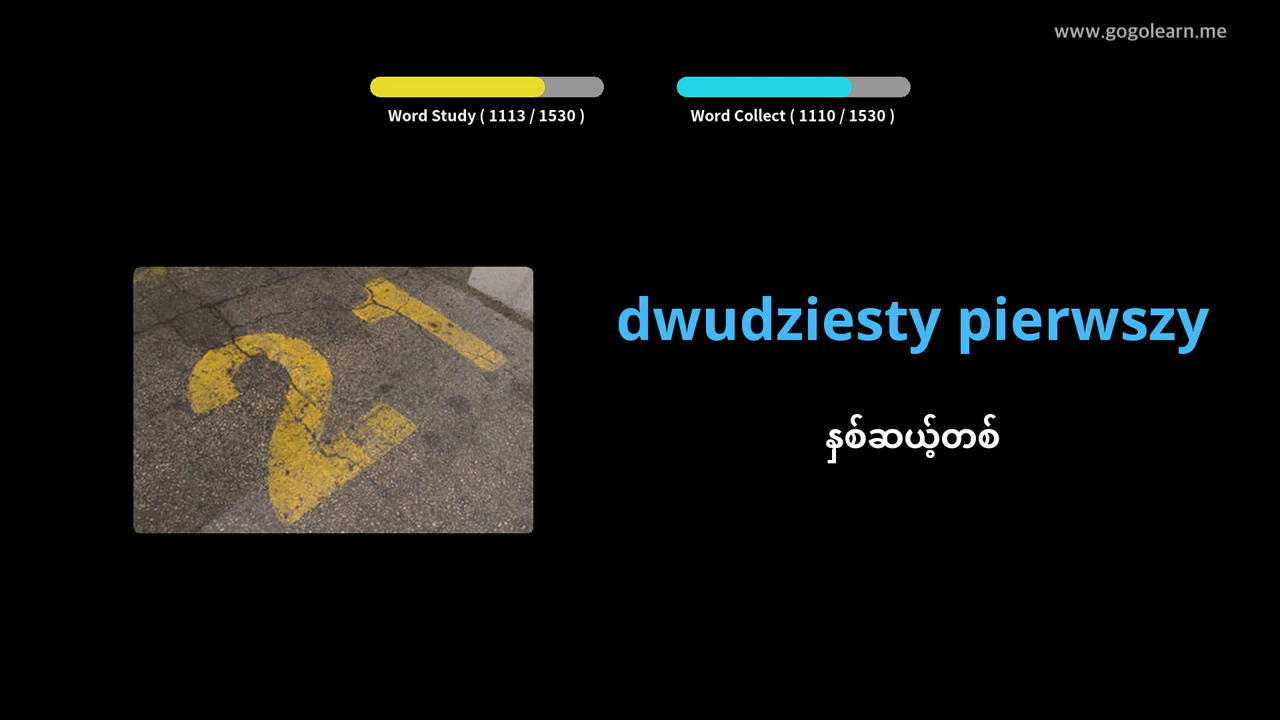 www.gogolearn.me
Word Study ( 1113 / 1530 )
Word Collect ( 1110 / 1530 )
21
dwudziesty pierwszy
နှစ်ဆယ့်တစ်